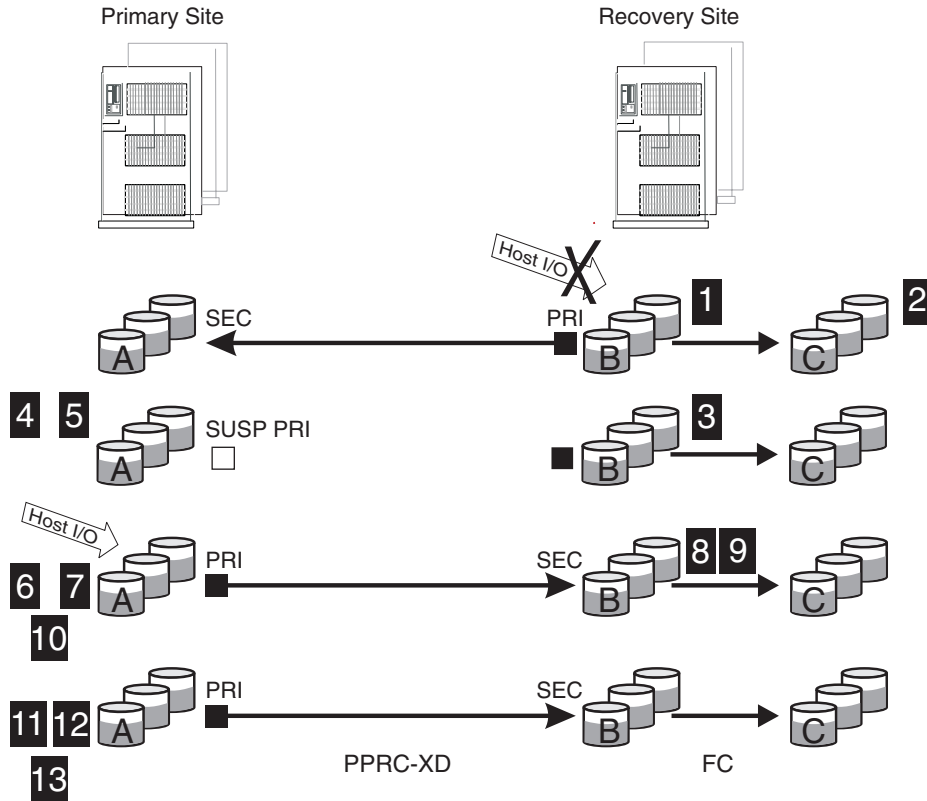 Primary Site
Recovery Site
Host I/O
SEC
PRI
1
2
A
B
C
4 5
SUSP PRI
3
A
B
C
Host I/O
PRI
SEC
8 9
6 7
A
B
C
10
PRI
SEC
11 12
A
B
C
PPRC-XD
FC
13